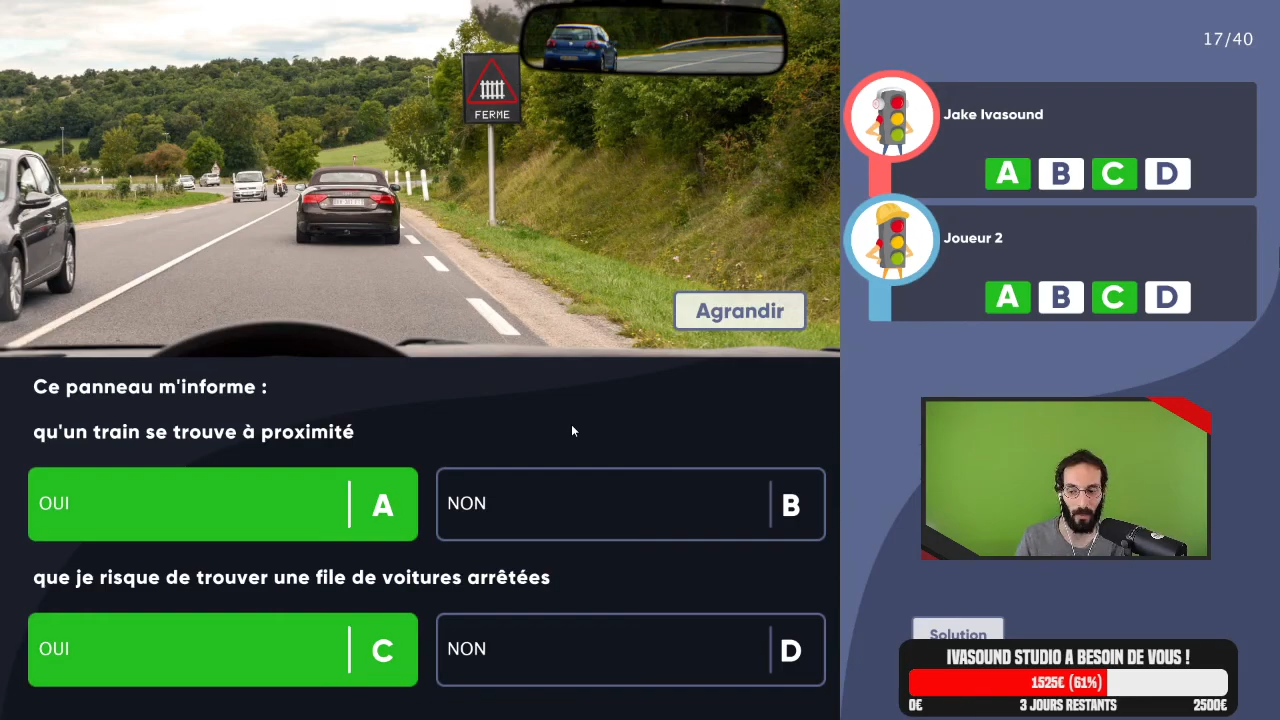 FERME
Agrandir
Ce panneau m'informe :
qu'un train se trouve à proximité
OUI
A
NON
B
que je risque de trouver une file de voitures arrêtées
OUI
C
NON
D
17/40
Jake Ivasound
A B C D
Joueur 2
A B C D
Solution
IVASOUND STUDIO A BESOIN DE VOUS !
1525€ (61%)
0€ 3 JOURS RESTANTS 2500€